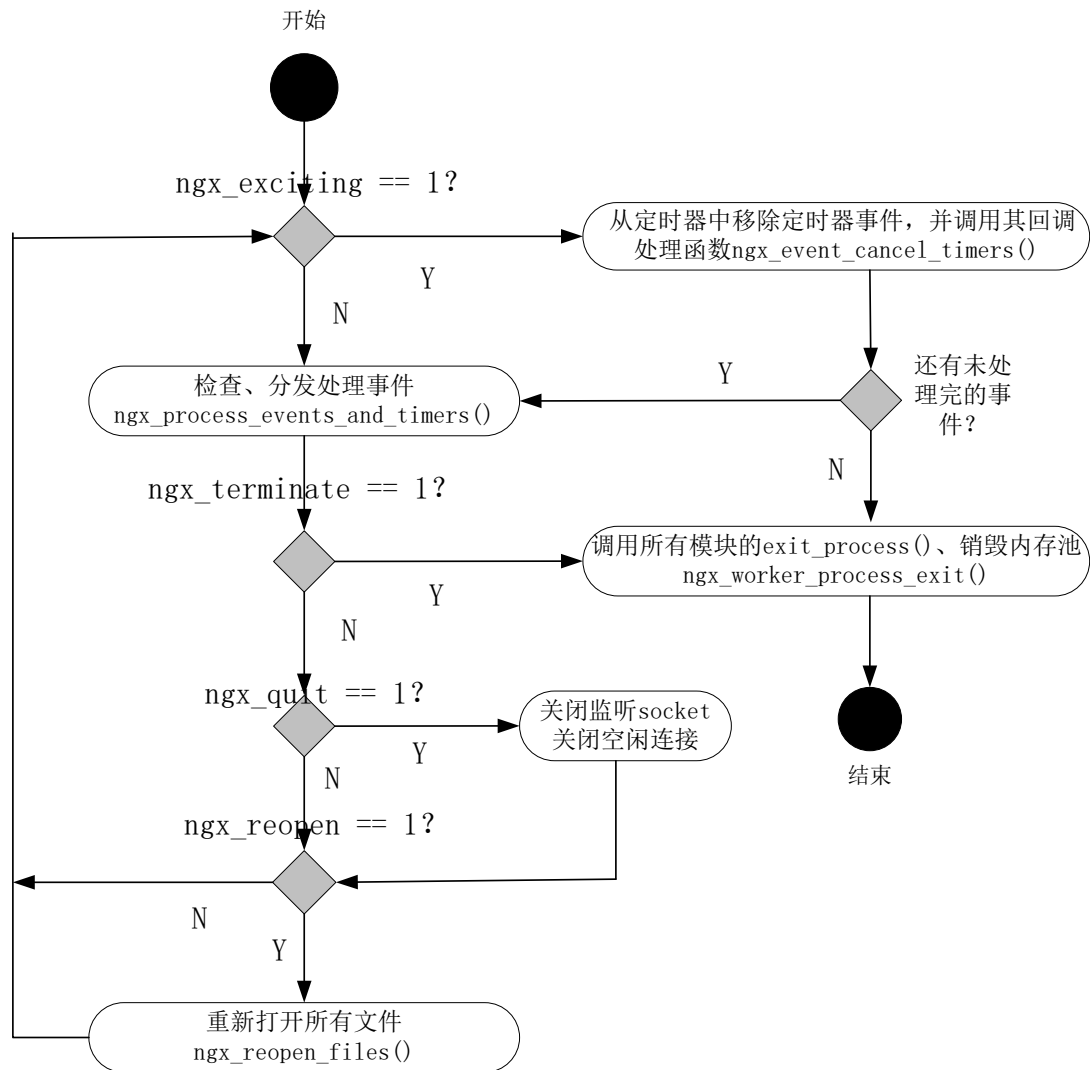 开始
ngx_exciting == 1?
从定时器中移除定时器事件，并调用其回调
处理函数ngx_event_cancel_timers()
Y
N
检查、分发处理事件
ngx_process_events_and_timers()
Y
还有未处
理完的事
件？
N
ngx_terminate == 1?
调用所有模块的exit_process()、销毁内存池
ngx_worker_process_exit()
Y
N
ngx_quit == 1?
关闭监听socket
关闭空闲连接
Y
N
结束
ngx_reopen == 1?
N
Y
重新打开所有文件
ngx_reopen_files()